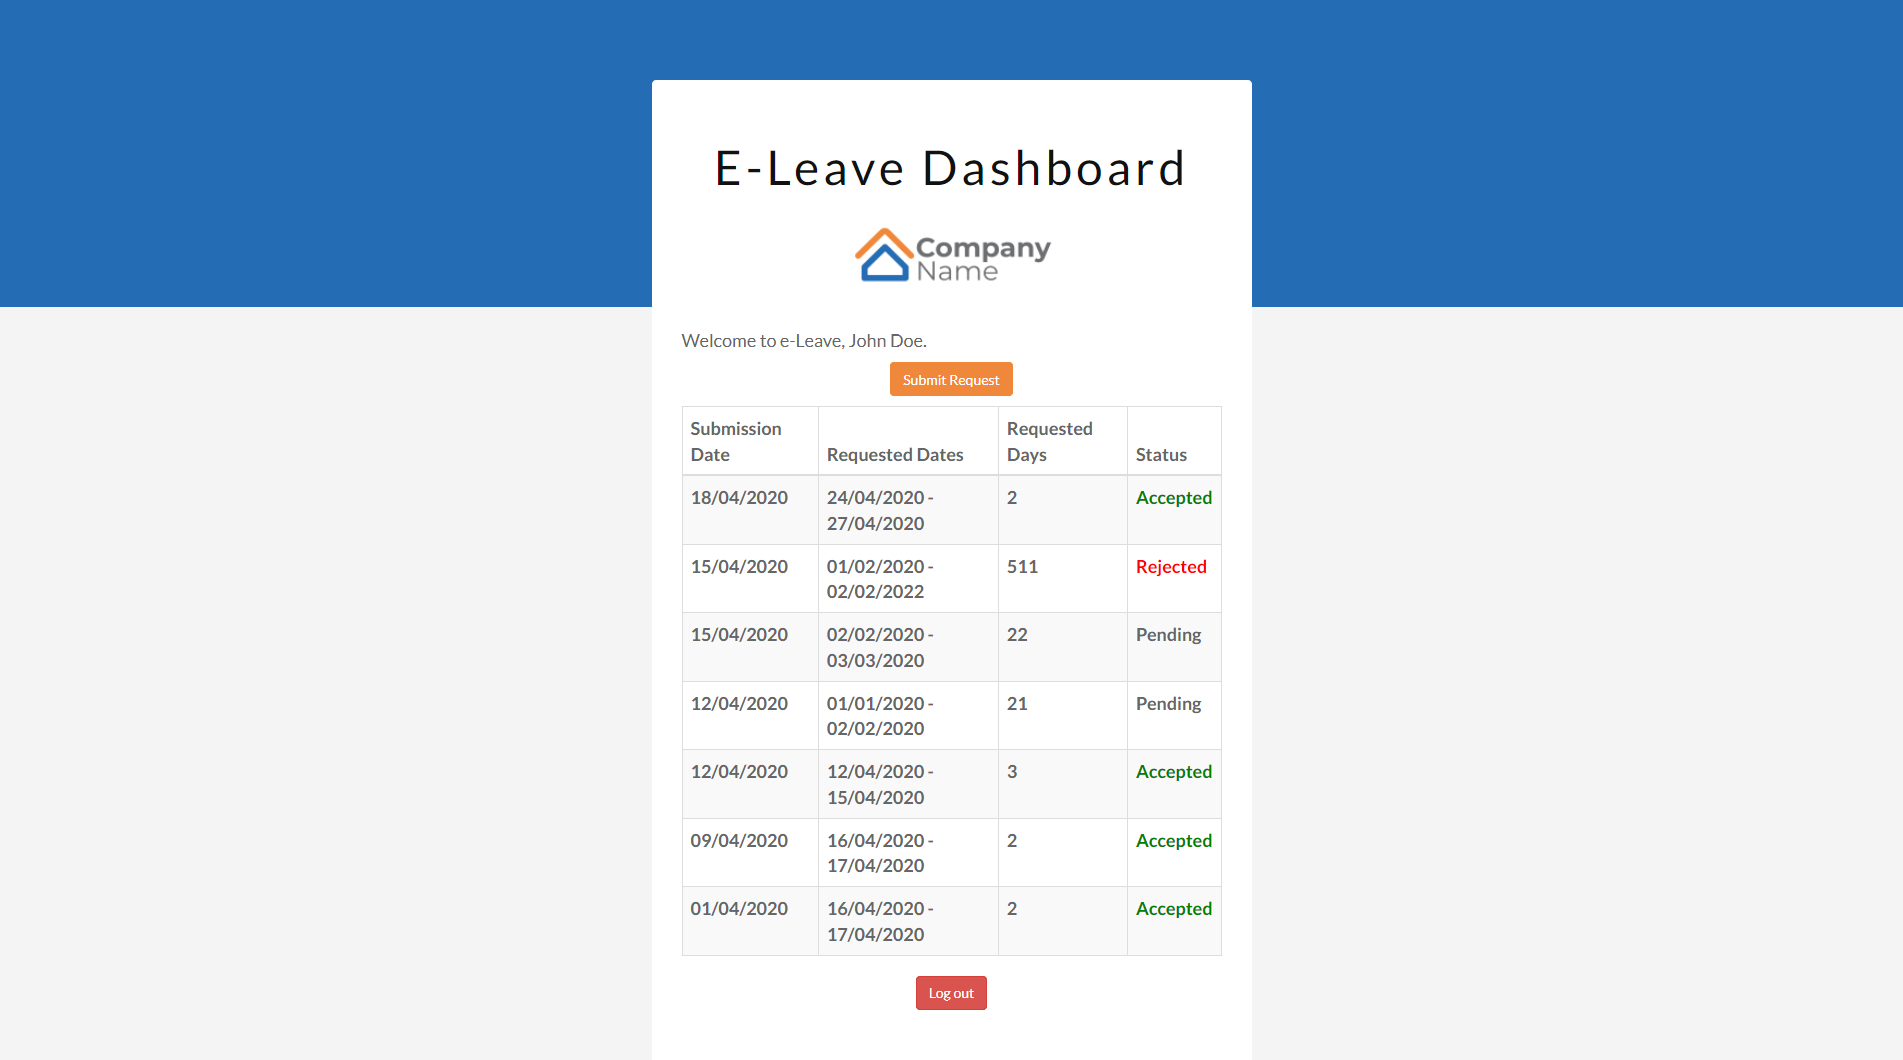 E-Leave Dashboard
Company
Name
Welcome to e-Leave, John Doe.
Submit Request
Submission Date Requested Dates Requested Days Status
18/04/2020 24/04/2020 - 27/04/2020 2 Accepted
15/04/2020 01/02/2020 - 02/02/2022 511 Rejected
15/04/2020 02/02/2020 - 03/03/2020 22 Pending
12/04/2020 01/01/2020 - 02/02/2020 21 Pending
12/04/2020 12/04/2020 - 15/04/2020 3 Accepted
09/04/2020 16/04/2020 - 17/04/2020 2 Accepted
01/04/2020 16/04/2020 - 17/04/2020 2 Accepted
Log out